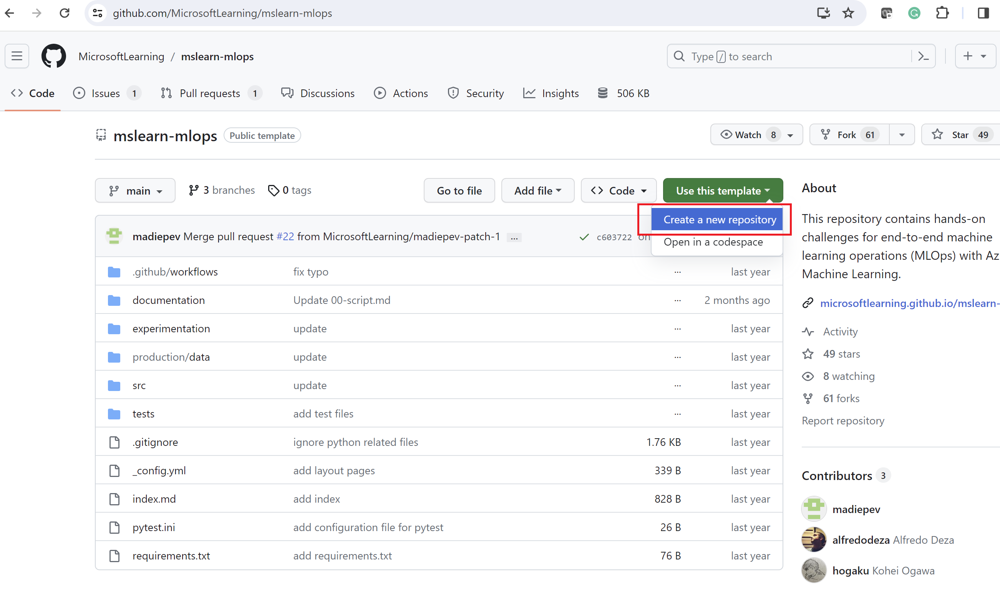 github.com/MicrosoftLearning/mslearn-mlops
MicrosoftLearning / mslearn-mlops
Type / to search
Code
Issues 1
Pull requests 1
Discussions
Actions
Security
Insights
506 KB
mslearn-mlops Public template
Watch 8
Fork 61
Star 49
main
3 branches
0 tags
Go to file
Add file
Code
Use this template
Create a new repository
Open in a codespace
madiepev Merge pull request #22 from MicrosoftLearning/madiepev-patch-1 ...
c603722 on
.github/workflows fix typo ... last year
documentation Update 00-script.md ... 2 months ago
experimentation update ... last year
production/data update ... last year
src update ... last year
tests add test files ... last year
.gitignore ignore python related files 1.76 KB last year
_config.yml add layout pages 339 B last year
index.md add index 828 B last year
pytest.ini add configuration file for pytest 26 B last year
requirements.txt add requirements.txt 76 B last year
About
This repository contains hands-on
challenges for end-to-end machine
learning operations (MLOps) with Az
Machine Learning.
microsoftlearning.github.io/mslearn-
Activity
49 stars
8 watching
61 forks
Report repository
Contributors 3
madiepev
alfredodeza Alfredo Deza
hogaku Kohei Ogawa